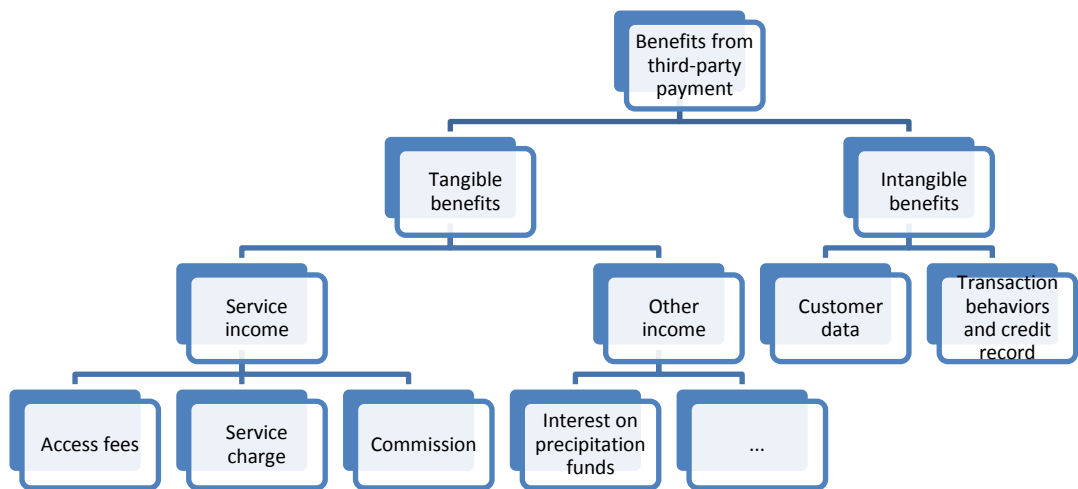 Benefits from
third-party
payment
Tangible
benefits
Intangible
benefits
Service
income
Other
income
Customer
data
Transaction
behaviors
and credit
record
Access fees
Service
charge
Commission
Interest on
precipitation
funds
...